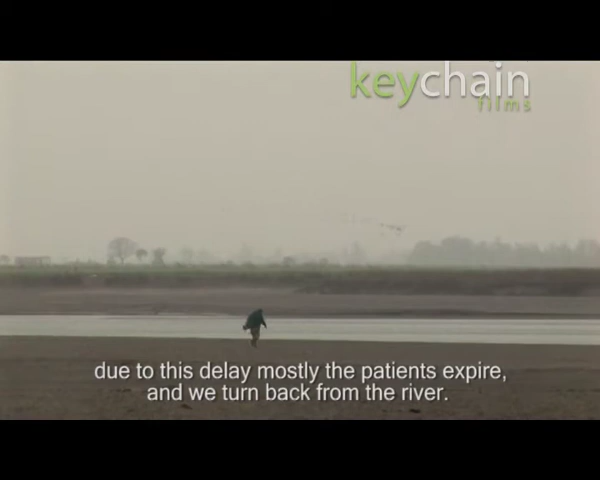 keychain
films
due to this delay mostly the patients expire,
and we turn back from the river.